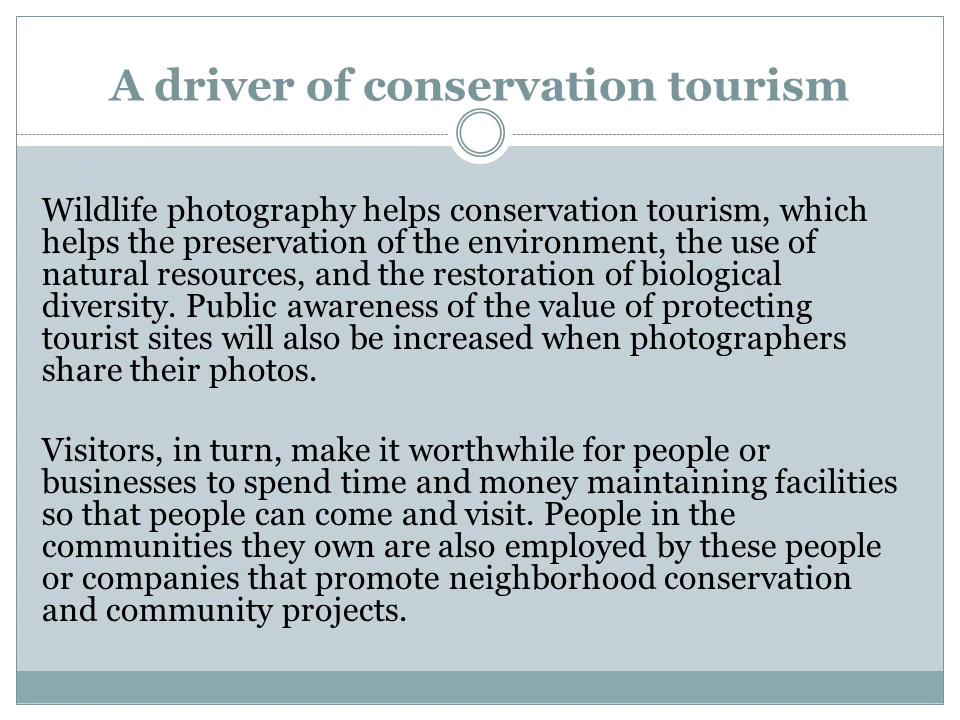 A driver of conservation tourism
Wildlife photography helps conservation tourism, which
helps the preservation of the environment, the use of
natural resources, and the restoration of biological
diversity. Public awareness of the value of protecting
tourist sites will also be increased when photographers
share their photos.
Visitors, in turn, make it worthwhile for people or
businesses to spend time and money maintaining facilities
so that people can come and visit. People in the
communities they own are also employed by these people
or companies that promote neighborhood conservation
and community projects.